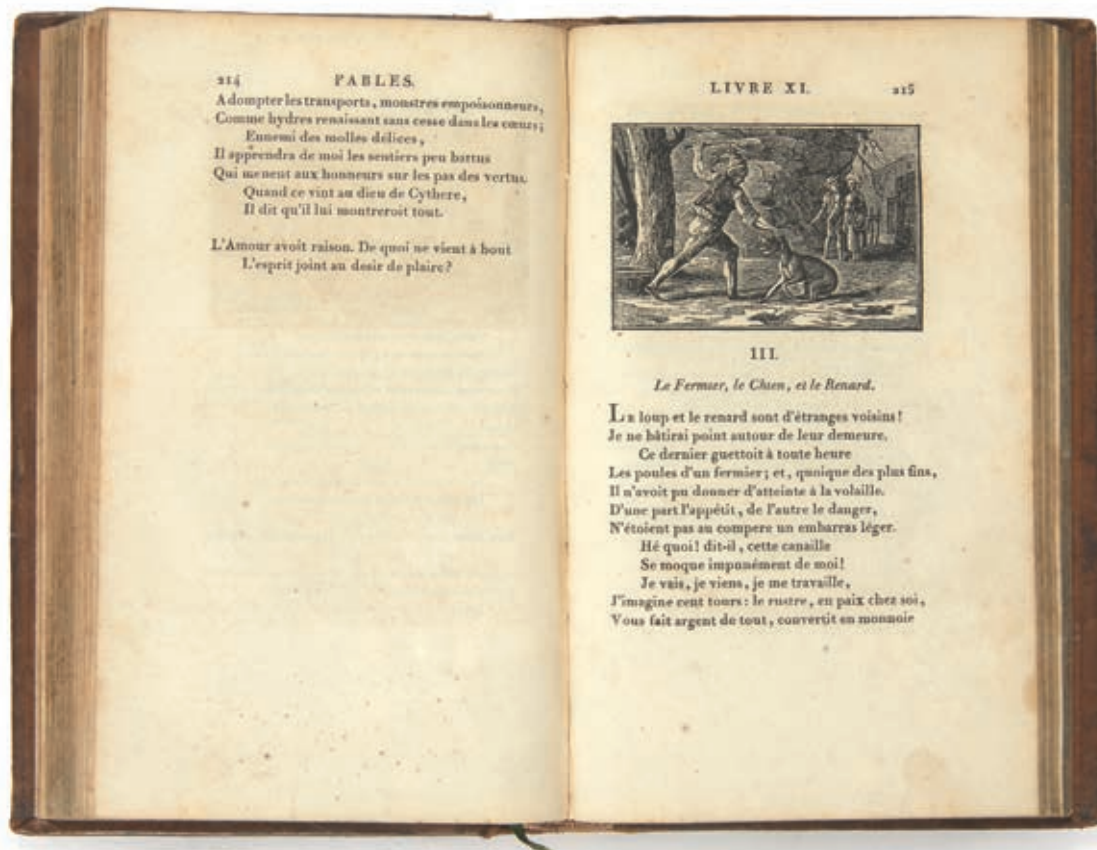 214 FABLES.
A dompter les transports, monstres empoisonneurs,
Comme hydres renaissant sans cesse dans les cœurs;
Ennemi des molles délices,
Il apprendra de moi les sentiers peu battus
Qui menent aux honneurs sur les pas des vertus.
Quand ce vint au dieu de Cythere,
Il dit qu'il lui montreroit tout.
L'Amour avoit raison. De quoi ne vient à bout
L'esprit joint au desir de plaire?
LIVRE XI. 215
III.
Le Fermier, le Chien, et le Renard.
Le loup et le renard sont d'étranges voisins!
Je ne bâtirai point autour de leur demeure.
Ce dernier guettoit à toute heure
Les poules d'un fermier; et, quoique des plus fins,
Il n'avoit pu donner d'atteinte à la volaille.
D'une part l'appétit, de l'autre le danger,
N'étoient pas au compere un embarras léger.
Hé quoi! dit-il, cette canaille
Se moque impunément de moi!
Je vais, je viens, je me travaille,
J'imagine cent tours: le rustre, en paix chez soi,
Vous fait argent de tout, convertit en monnoie